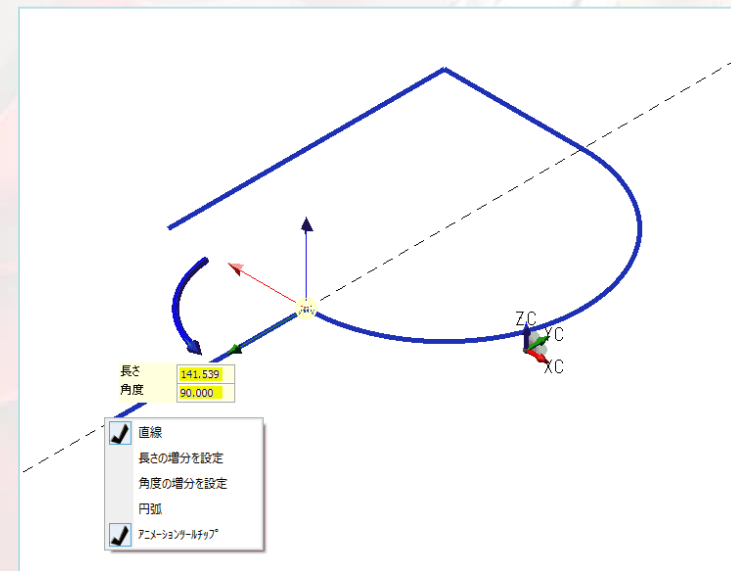 ZC
YC
XC
長さ 141.539
角度 90.000
直線
長さの増分を設定
角度の増分を設定
円弧
ｱﾆﾒｰｼｮﾝﾂｰﾙﾁｯﾌﾟ